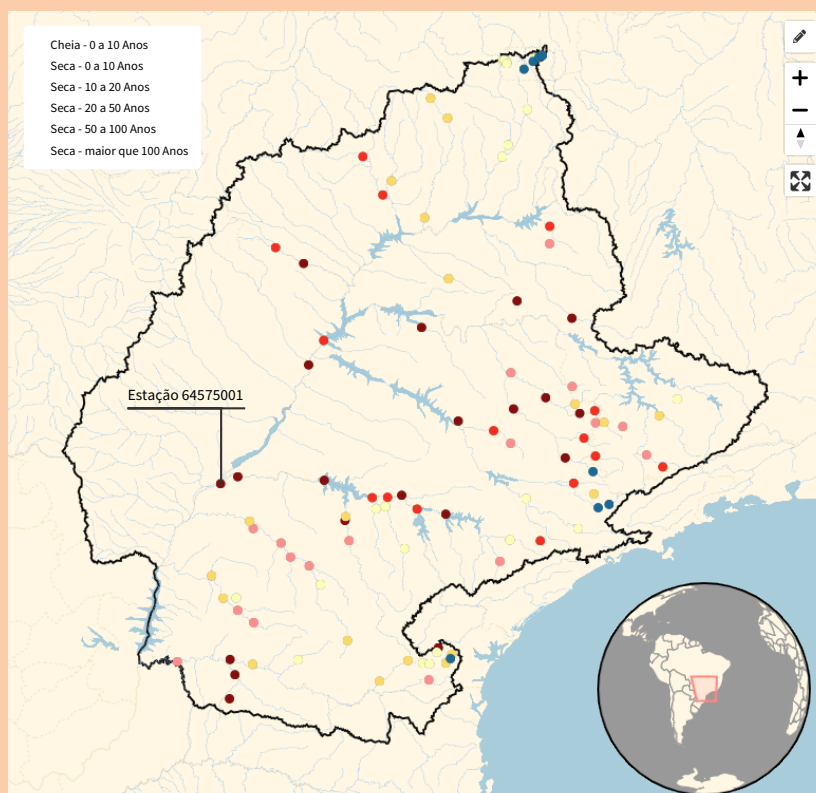 Cheia - 0 a 10 Anos
Seca - 0 a 10 Anos
Seca - 10 a 20 Anos
Seca - 20 a 50 Anos
Seca - 50 a 100 Anos
Seca - maior que 100 Anos
Estação 64575001